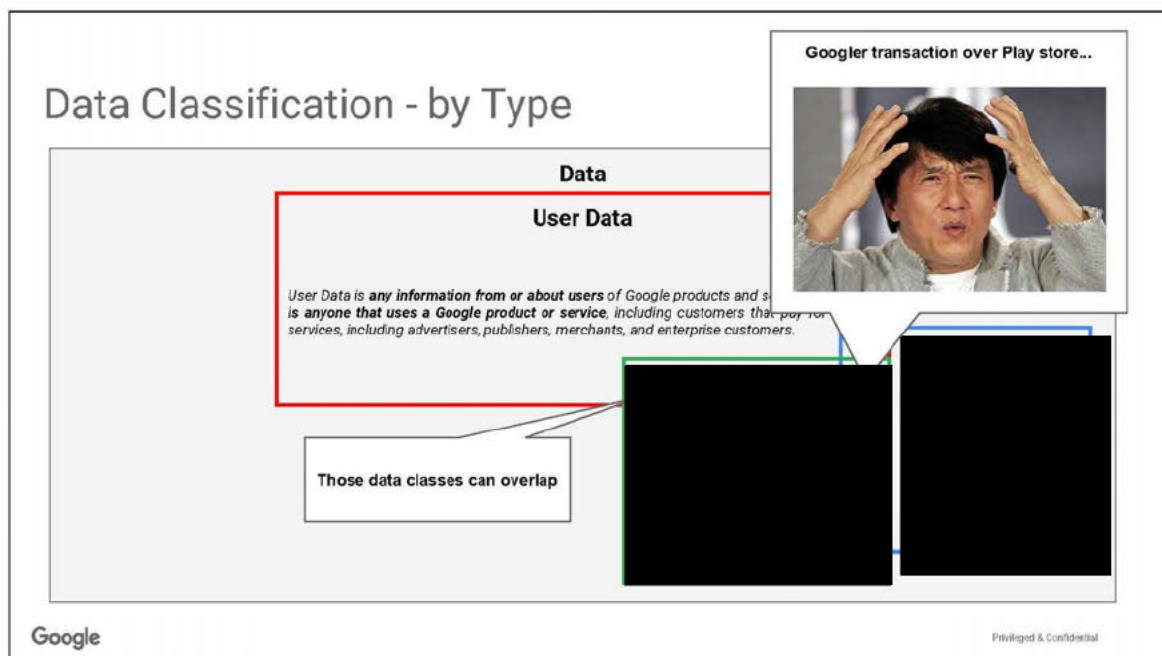 Googler transaction over Play store...
Data Classification - by Type
Data
User Data
User Data is any information from or about users of Google products and s
is anyone that uses a Google product or service, including customers that pay for
services, including advertisers, publishers, merchants, and enterprise customers.
Those data classes can overlap
Google
Privileged & Confidential